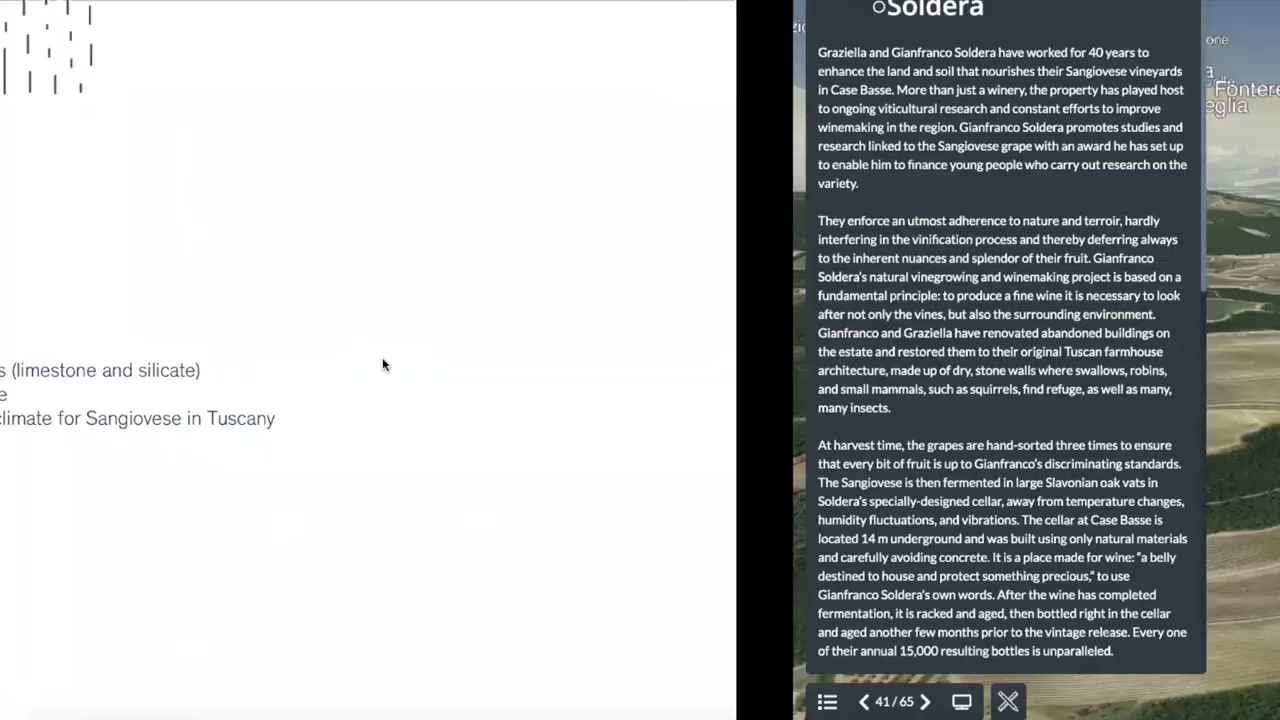 s (limestone and silicate)
e
climate for Sangiovese in Tuscany
Soldera
Graziella and Gianfranco Soldera have worked for 40 years to
enhance the land and soil that nourishes their Sangiovese vineyards
in Case Basse. More than just a winery, the property has played host
to ongoing viticultural research and constant efforts to improve
winemaking in the region. Gianfranco Soldera promotes studies and
research linked to the Sangiovese grape with an award he has set up
to enable him to finance young people who carry out research on the
variety.
They enforce an utmost adherence to nature and terroir, hardly
interfering in the vinification process and thereby deferring always
to the inherent nuances and splendor of their fruit. Gianfranco
Soldera's natural vinegrowing and winemaking project is based on a
fundamental principle: to produce a fine wine it is necessary to look
after not only the vines, but also the surrounding environment.
Gianfranco and Graziella have renovated abandoned buildings on
the estate and restored them to their original Tuscan farmhouse
architecture, made up of dry, stone walls where swallows, robins,
and small mammals, such as squirrels, find refuge, as well as many,
many insects.
At harvest time, the grapes are hand-sorted three times to ensure
that every bit of fruit is up to Gianfranco's discriminating standards.
The Sangiovese is then fermented in large Slavonian oak vats in
Soldera's specially-designed cellar, away from temperature changes,
humidity fluctuations, and vibrations. The cellar at Case Basse is
located 14 m underground and was built using only natural materials
and carefully avoiding concrete. It is a place made for wine: "a belly
destined to house and protect something precious," to use
Gianfranco Soldera's own words. After the wine has completed
fermentation, it is racked and aged, then bottled right in the cellar
and aged another few months prior to the vintage release. Every one
of their annual 15,000 resulting bottles is unparalleled.
41 / 65
one
a
Fontere
eglia